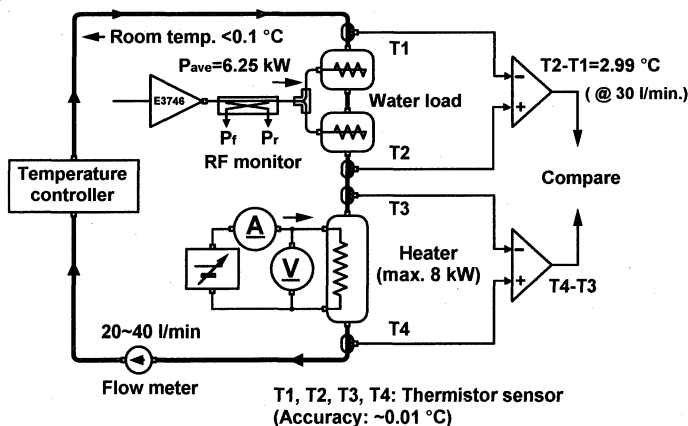 Room temp. <0.1 °C
T1
T2-T1=2.99 °C
Pave=6.25 kW
( @ 30 l/min.)
E3746
Water load
Pf
Pr
RF monitor
T2
Temperature
controller
Compare
T3
A
Heater
(max. 8 kW)
V
T4-T3
20~40 l/min
T4
Flow meter
T1, T2, T3, T4: Thermistor sensor
(Accuracy: ~0.01 °C)